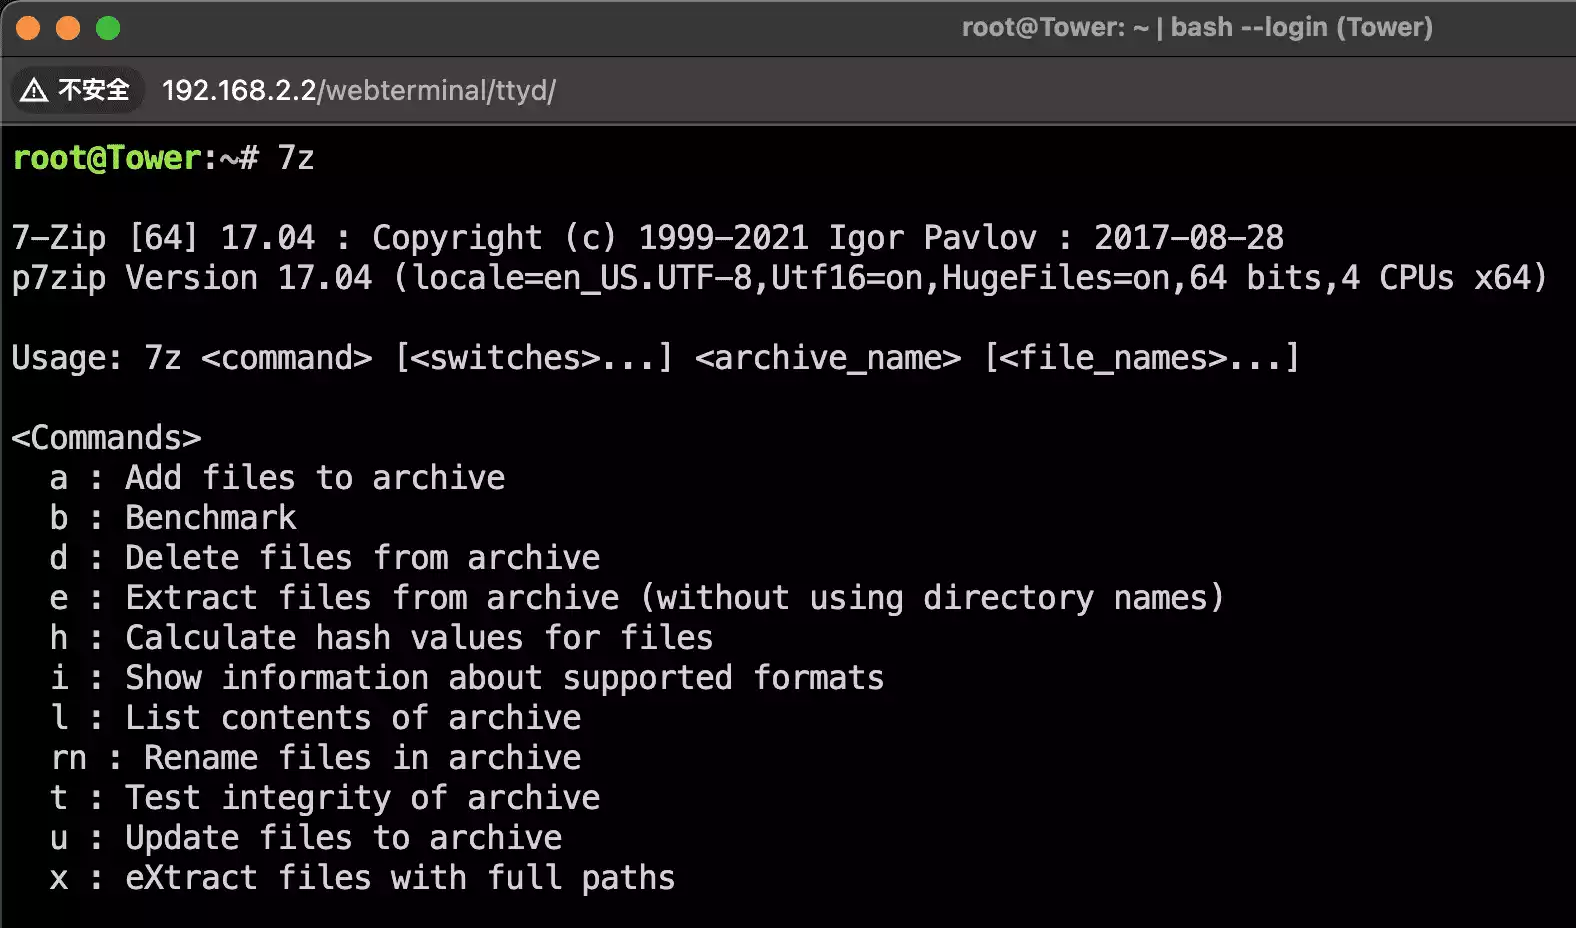 root@Tower: ~ | bash --login (Tower)
不安全 192.168.2.2/webterminal/ttyd/
root@Tower:~# 7z
7-Zip [64] 17.04 : Copyright (c) 1999-2021 Igor Pavlov : 2017-08-28
p7zip Version 17.04 (locale=en_US.UTF-8,Utf16=on,HugeFiles=on,64 bits,4 CPUs x64)
Usage: 7z <command> [<switches>...] <archive_name> [<file_names>...]
<Commands>
a : Add files to archive
b : Benchmark
d : Delete files from archive
e : Extract files from archive (without using directory names)
h : Calculate hash values for files
i : Show information about supported formats
l : List contents of archive
rn : Rename files in archive
t : Test integrity of archive
u : Update files to archive
x : eXtract files with full paths